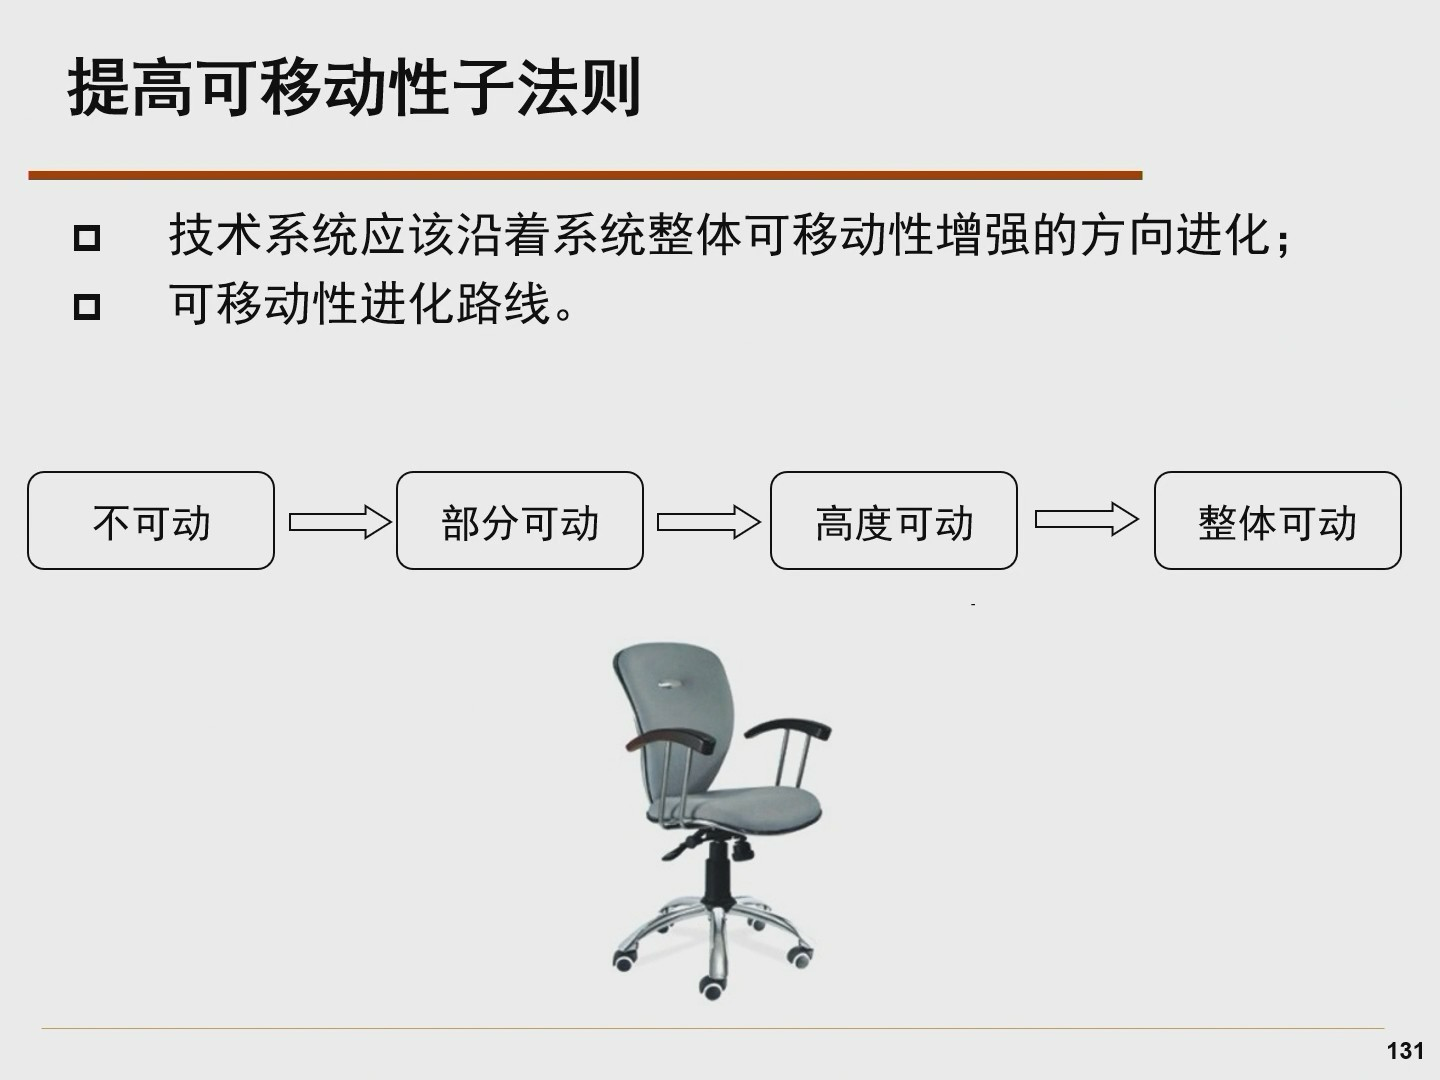 提高可移动性子法则
技术系统应该沿着系统整体可移动性增强的方向进化；
可移动性进化路线。
不可动
部分可动
高度可动
整体可动
-
131